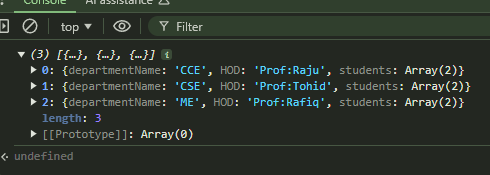 Console AI assistance
top Filter
(3) [{…}, {…}, {…}] i
0: {departmentName: 'CCE', HOD: 'Prof:Raju', students: Array(2)}
1: {departmentName: 'CSE', HOD: 'Prof:Tohid', students: Array(2)}
2: {departmentName: 'ME', HOD: 'Prof:Rafiq', students: Array(2)}
length: 3
[[Prototype]]: Array(0)
undefined